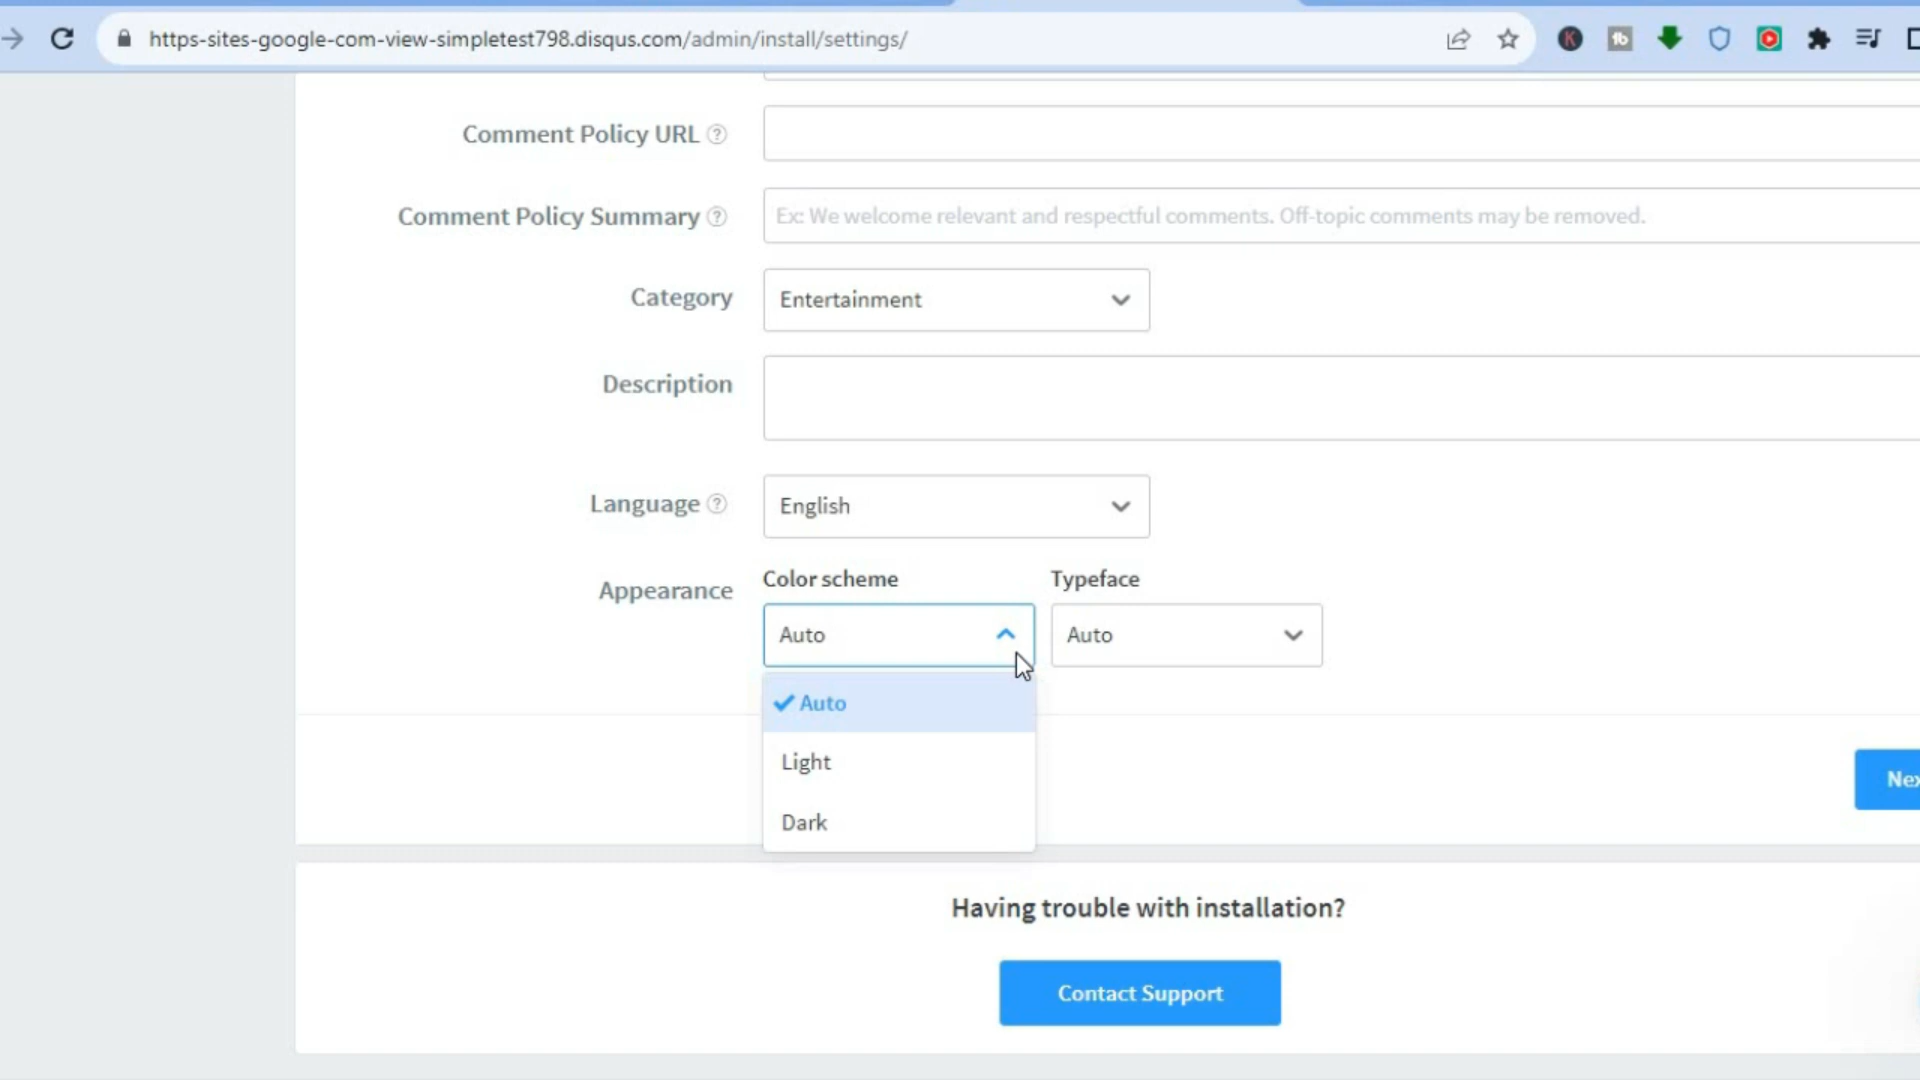 https-sites-google-com-view-simpletest798.disqus.com/admin/install/settings/
Comment Policy URL ?
Comment Policy Summary ? Ex: We welcome relevant and respectful comments. Off-topic comments may be removed.
Category Entertainment
Description
Language ? English
Appearance Color scheme Typeface
Auto Auto
Auto
Light
Nex
Dark
Having trouble with installation?
Contact Support